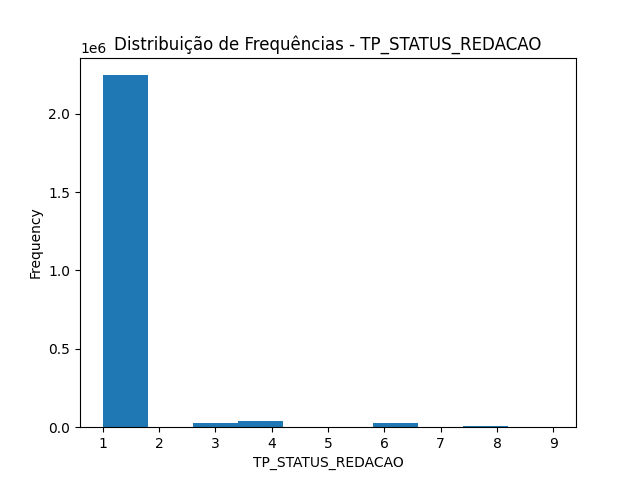 Distribuição de Frequências - TP_STATUS_REDACAO
1e6
2.0
1.5
1.0
0.5
0.0
Frequency
1 2 3 4 5 6 7 8 9
TP_STATUS_REDACAO